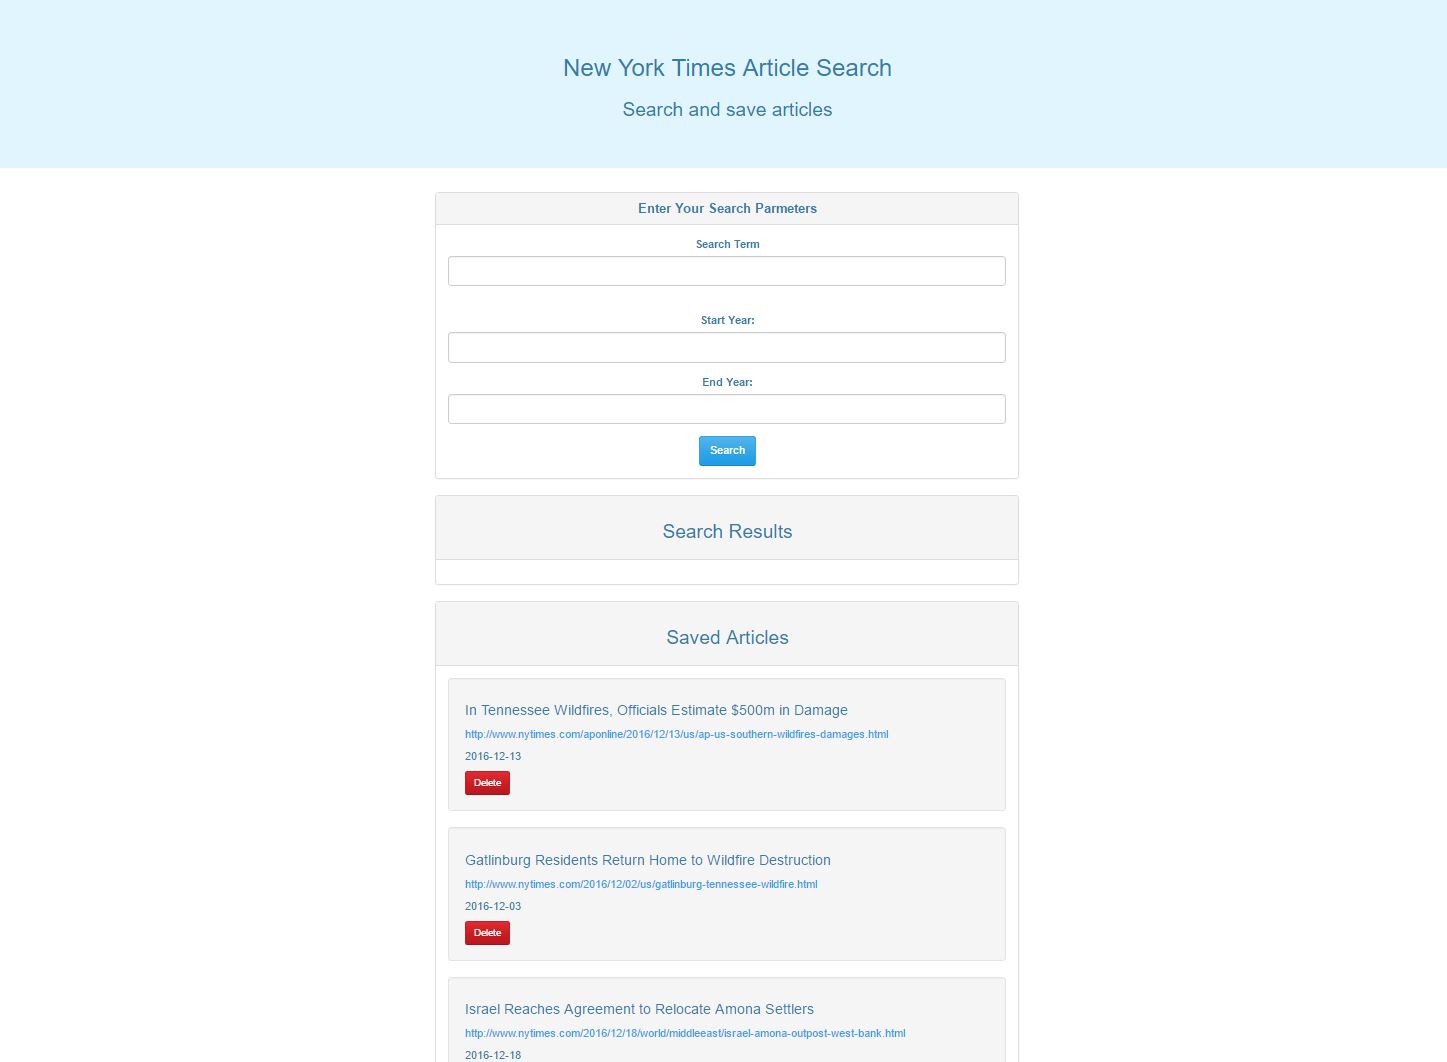 New York Times Article Search
Search and save articles
Enter Your Search Parmeters
Search Term
Start Year:
End Year:
Search
Search Results
Saved Articles
In Tennessee Wildfires, Officials Estimate $500m in Damage
http://www.nytimes.com/aponline/2016/12/13/us/ap-us-southern-wildfires-damages.html
2016-12-13
Delete
Gatlinburg Residents Return Home to Wildfire Destruction
http://www.nytimes.com/2016/12/02/us/gatlinburg-tennessee-wildfire.html
2016-12-03
Delete
Israel Reaches Agreement to Relocate Amona Settlers
http://www.nytimes.com/2016/12/18/world/middleeast/israel-amona-outpost-west-bank.html
2016-12-18